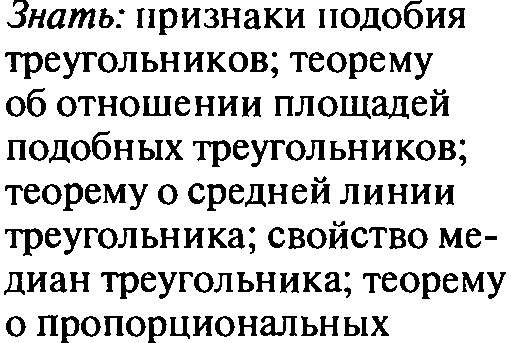 Знать: признаки подобия
треугольников; теорему
об отношении площадей
подобных треугольников;
теорему о средней линии
треугольника; свойство ме-
диан треугольника; теорему
о пропорциональных